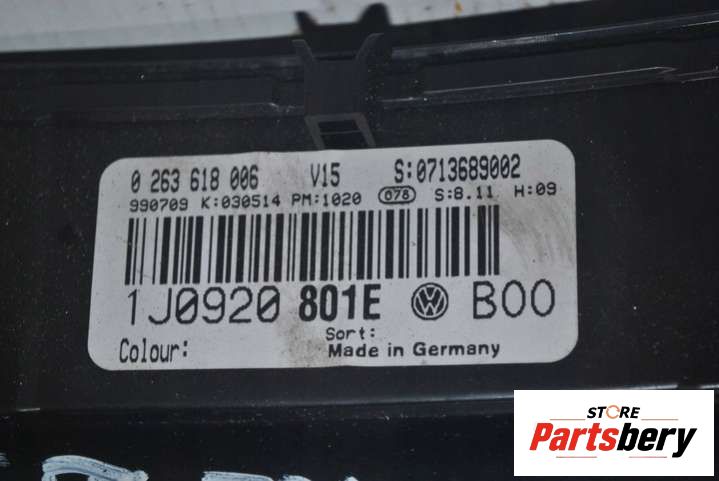 0 263 618 006 V15 S:0713689002
990709 K:030514 PM:1020 078 S:8.11 H:09
1J0920 801E VW B00
Sort:
Colour: Made in Germany
STORE
Partsbery